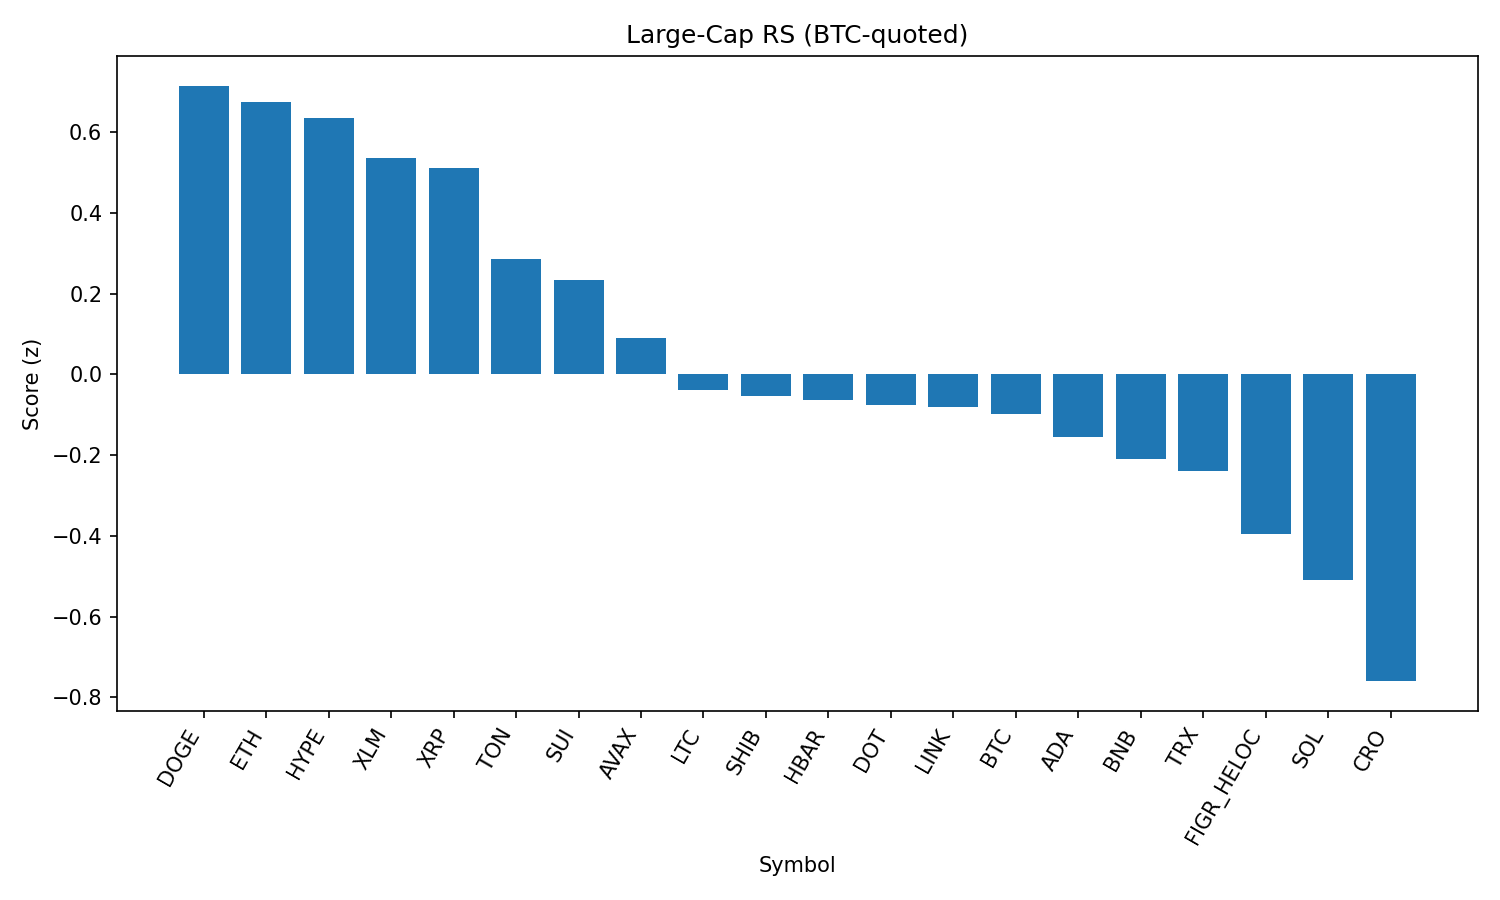 Large-Cap RS (BTC-quoted)
Score (z)
0.6
0.4
0.2
0.0
−0.2
−0.4
−0.6
−0.8
DOGE
ETH
HYPE
XLM
XRP
TON
SUI
AVAX
LTC
SHIB
HBAR
DOT
LINK
BTC
ADA
BNB
TRX
FIGR_HELOC
SOL
CRO
Symbol